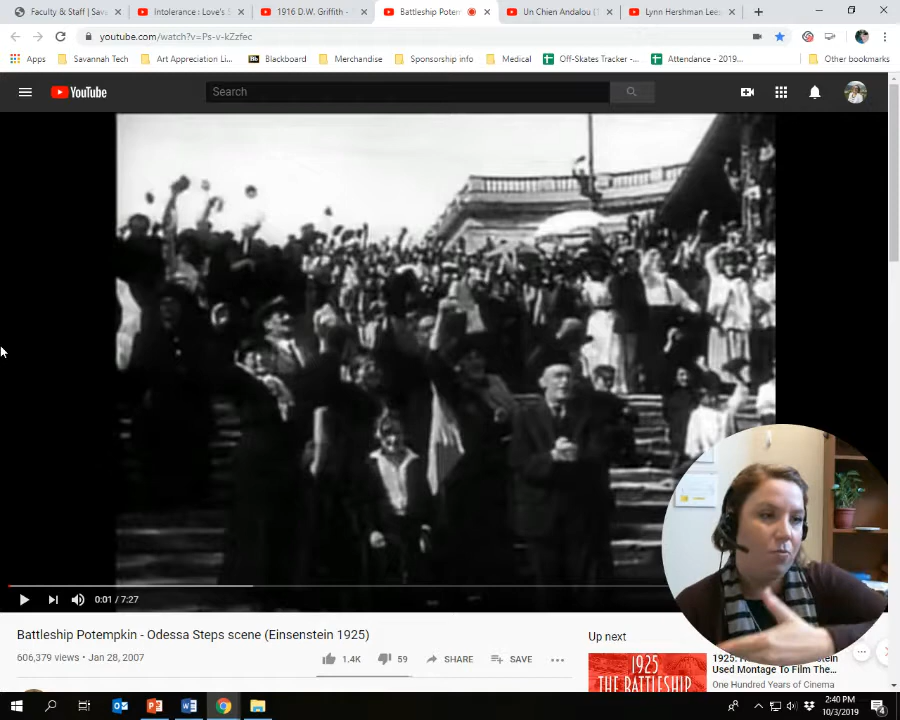 Faculty & Staff | Sav
Intolerance : Love's S
1916 D.W. Griffith -
Battleship Potem
Un Chien Andalou (1
Lynn Hershman Lees
youtube.com/watch?v=Ps-v-kZzfec
Apps
Savannah Tech
Art Appreciation Li...
Bb
Blackboard
Merchandise
Sponsorship info
Medical
Off-Skates Tracker -...
Attendance - 2019...
Other bookmarks
YouTube
Search
0:01 / 7:27
Battleship Potempkin - Odessa Steps scene (Einsenstein 1925)
606,379 views • Jan 28, 2007
1.4K
59
SHARE
SAVE
Up next
1925
THE BATTLESHIP
Used Montage To Film The...
One Hundred Years of Cinema
2:40 PM
10/3/2019
4